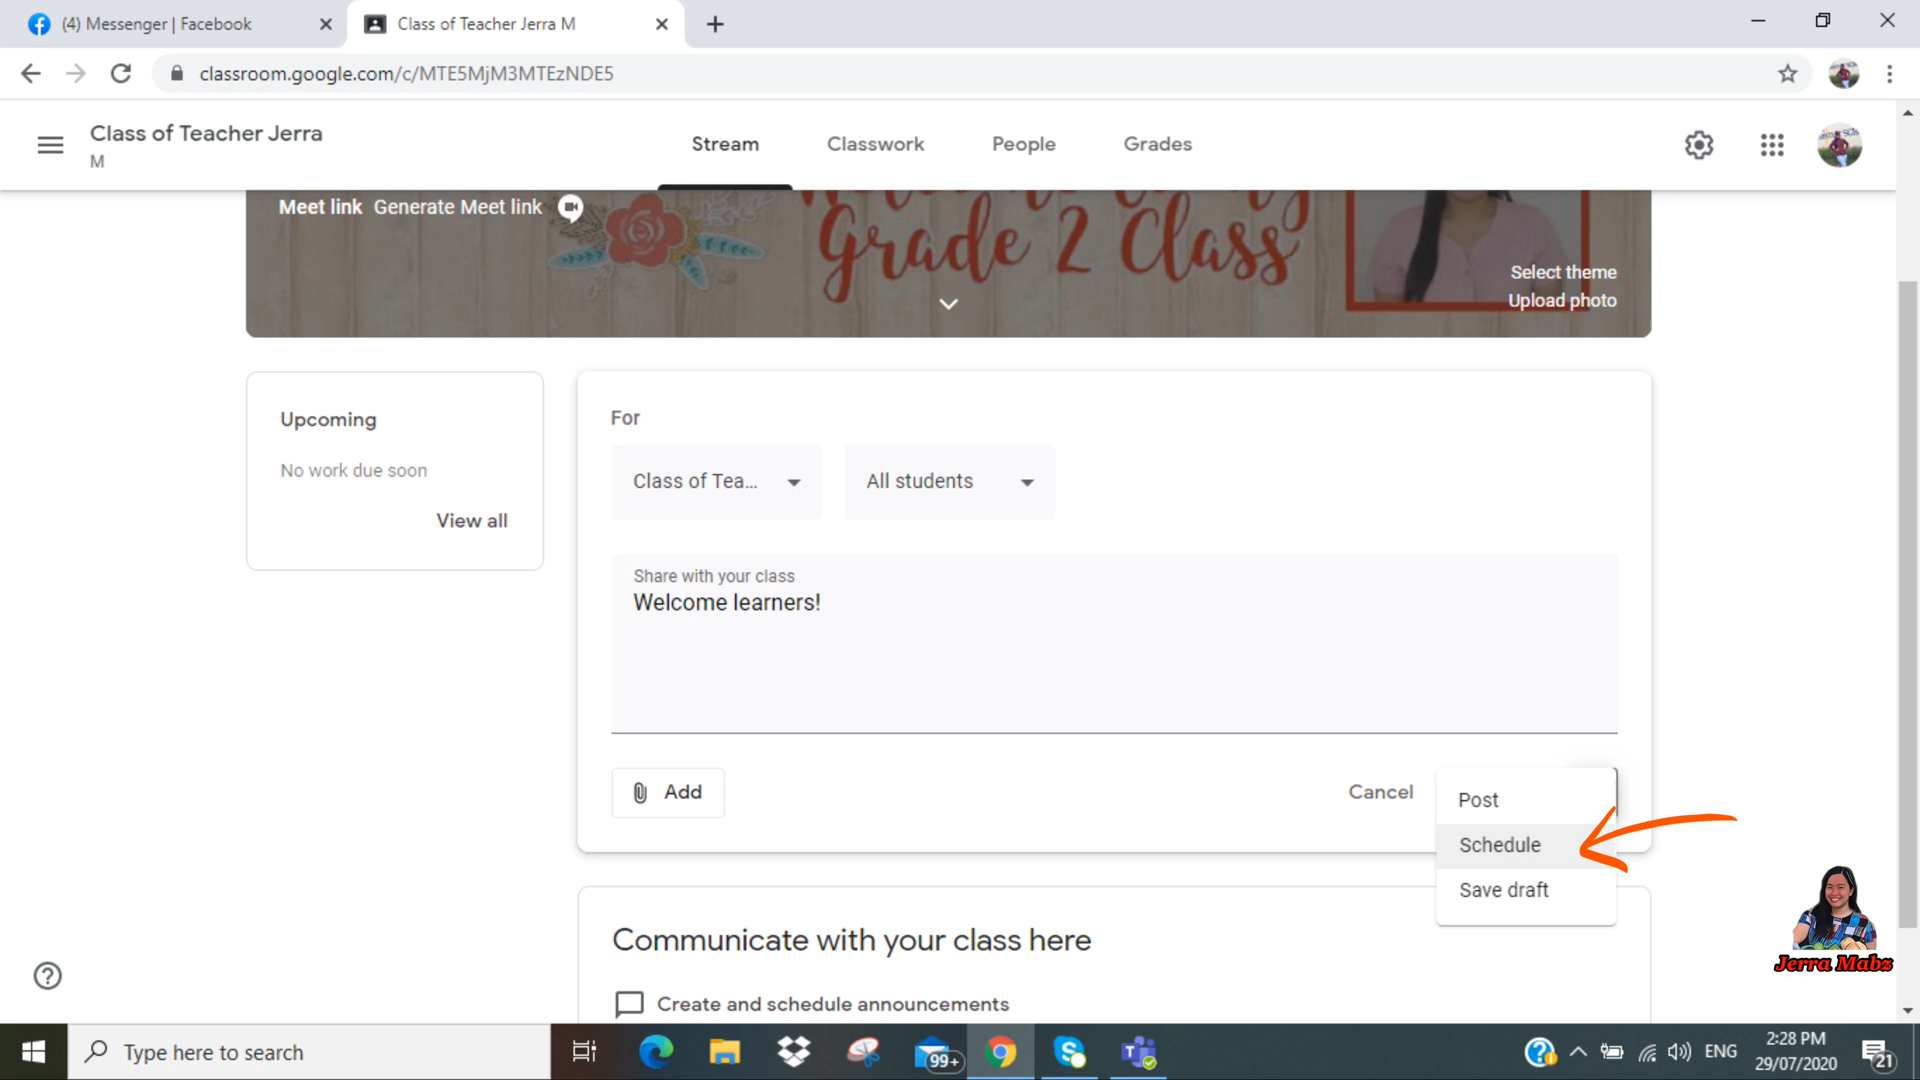 (4) Messenger | Facebook
Class of Teacher Jerra M
classroom.google.com/c/MTE5MjM3MTEzNDE5
Class of Teacher Jerra
M
Stream
Classwork
People
Grades
Meet link Generate Meet link
Grade 2 Class
Select theme
Upload photo
Upcoming
No work due soon
View all
For
Class of Tea...
All students
Share with your class
Welcome learners!
Add
Cancel
Post
Schedule
Save draft
Jerra Mabz
Communicate with your class here
Create and schedule announcements
Type here to search
99+
ENG
2:28 PM
29/07/2020
21